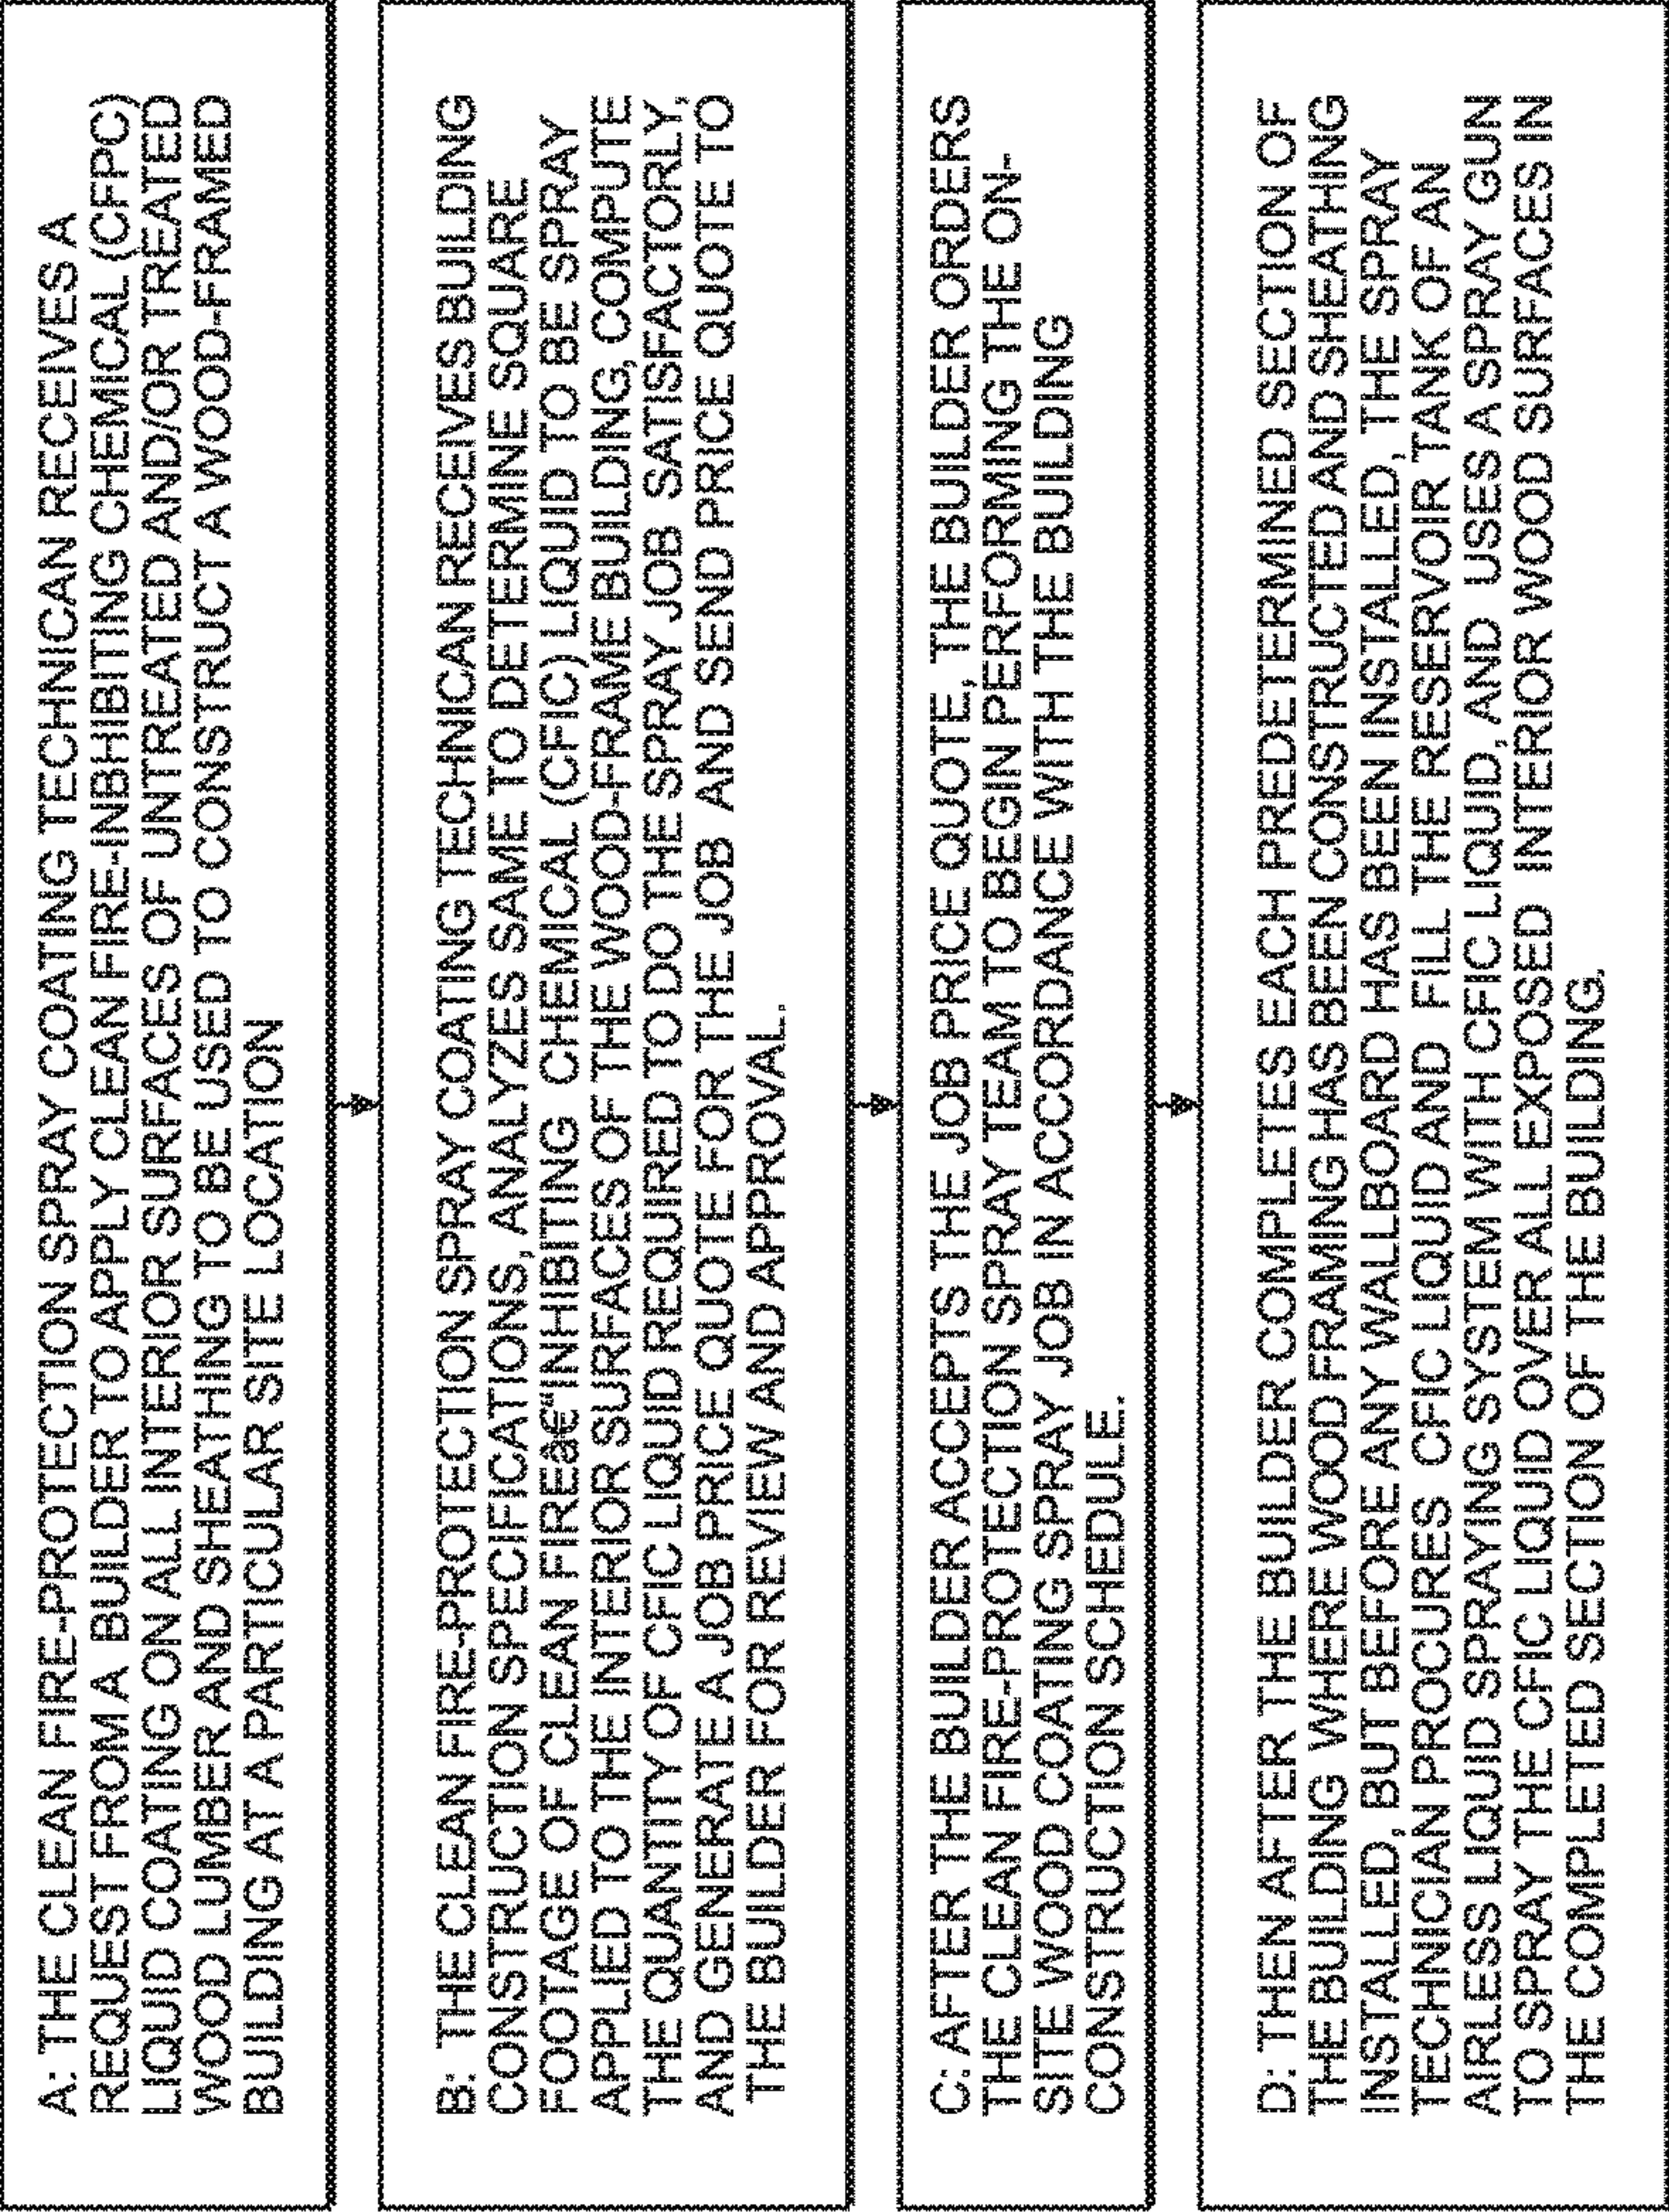 A: THE CLEAN FIRE-PROTECTION SPRAY COATING TECHNICAN RECEIVES A
REQUEST FROM A BUILDER TO APPLY CLEAN FIRE-INBHIBITING CHEMICAL (CFPC)
LIQUID COATING ON ALL INTERIOR SURFACES OF UNTREATED AND/OR TREATED
WOOD LUMBER AND SHEATHING TO BE USED TO CONSTRUCT A WOOD-FRAMED
BUILDING AT A PARTICULAR SITE LOCATION
B: THE CLEAN FIRE-PROTECTION SPRAY COATING TECHNICAN RECEIVES BUILDING
CONSTRUCTION SPECIFICATIONS, ANALYZES SAME TO DETERMINE SQUARE
FOOTAGE OF CLEAN FIREâ€“INHIBITING CHEMICAL (CFIC) LIQUID TO BE SPRAY
APPLIED TO THE INTERIOR SURFACES OF THE WOOD-FRAME BUILDING, COMPUTE
THE QUANTITY OF CFIC LIQUID REQUIRED TO DO THE SPRAY JOB SATISFACTORLY,
AND GENERATE A JOB PRICE QUOTE FOR THE JOB AND SEND PRICE QUOTE TO
THE BUILDER FOR REVIEW AND APPROVAL.
C: AFTER THE BUILDER ACCEPTS THE JOB PRICE QUOTE, THE BUILDER ORDERS
THE CLEAN FIRE-PROTECTION SPRAY TEAM TO BEGIN PERFORMING THE ON-
SITE WOOD COATING SPRAY JOB IN ACCORDANCE WITH THE BUILDING
CONSTRUCTION SCHEDULE.
D: THEN AFTER THE BUILDER COMPLETES EACH PREDETERMINED SECTION OF
THE BUILDING WHERE WOOD FRAMING HAS BEEN CONSTRUCTED AND SHEATHING
INSTALLED, BUT BEFORE ANY WALLBOARD HAS BEEN INSTALLED, THE SPRAY
TECHNICIAN PROCURES CFIC LIQUID AND FILL THE RESERVOIR TANK OF AN
AIRLESS LIQUID SPRAYING SYSTEM WITH CFIC LIQUID, AND USES A SPRAY GUN
TO SPRAY THE CFIC LIQUID OVER ALL EXPOSED INTERIOR WOOD SURFACES IN
THE COMPLETED SECTION OF THE BUILDING.